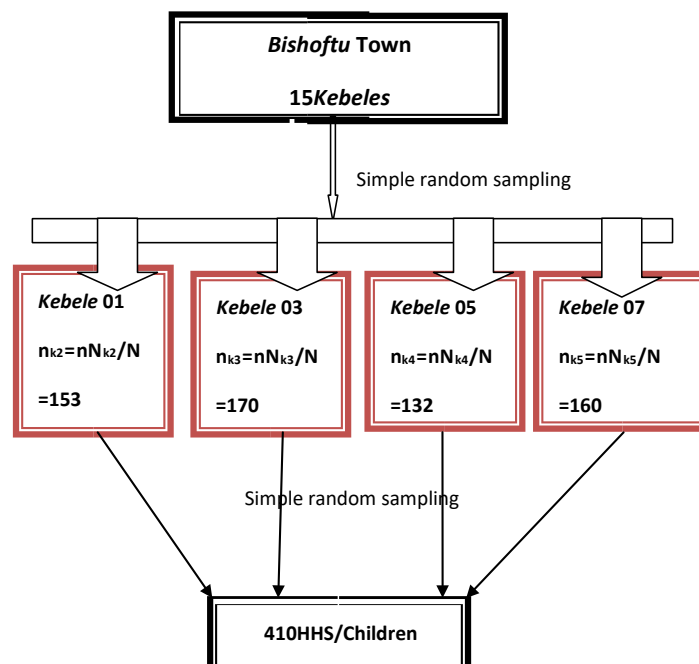 Bishoftu Town
15Kebeles
Simple random sampling
Kebele 01
nk2=nNk2/N
=153
Kebele 03
nk3=nNk3/N
=170
Kebele 05
nk4=nNk4/N
=132
Kebele 07
nk5=nNk5/N
=160
Simple random sampling
410HHS/Children